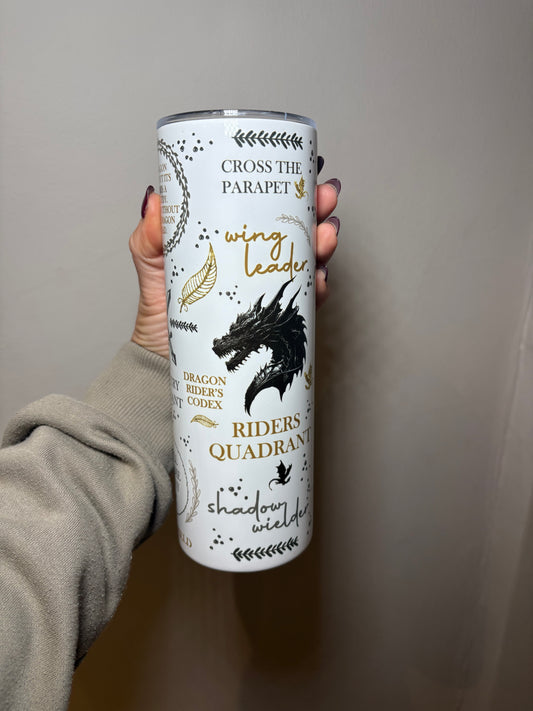 CROSS THE
PARAPET
wing
leader
DRAGON
RIDER'S
CODEX
RIDERS
QUADRANT
shadow
wielder